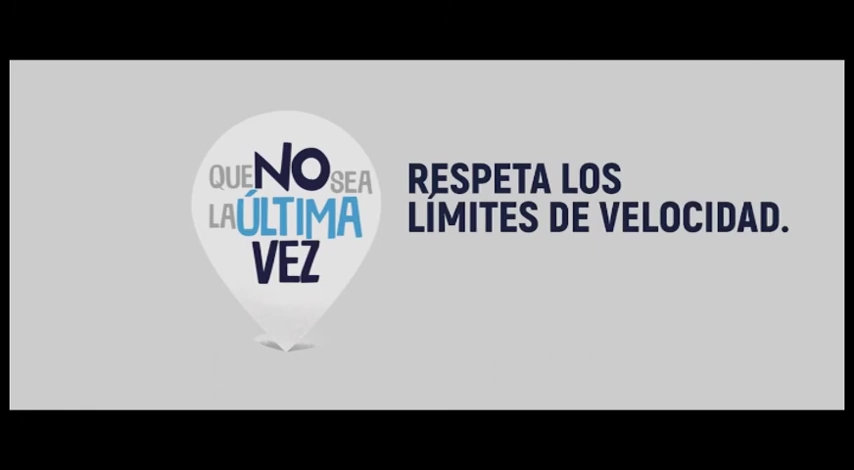 QUE NO SEA
LA ÚLTIMA
VEZ
RESPETA LOS
LÍMITES DE VELOCIDAD.